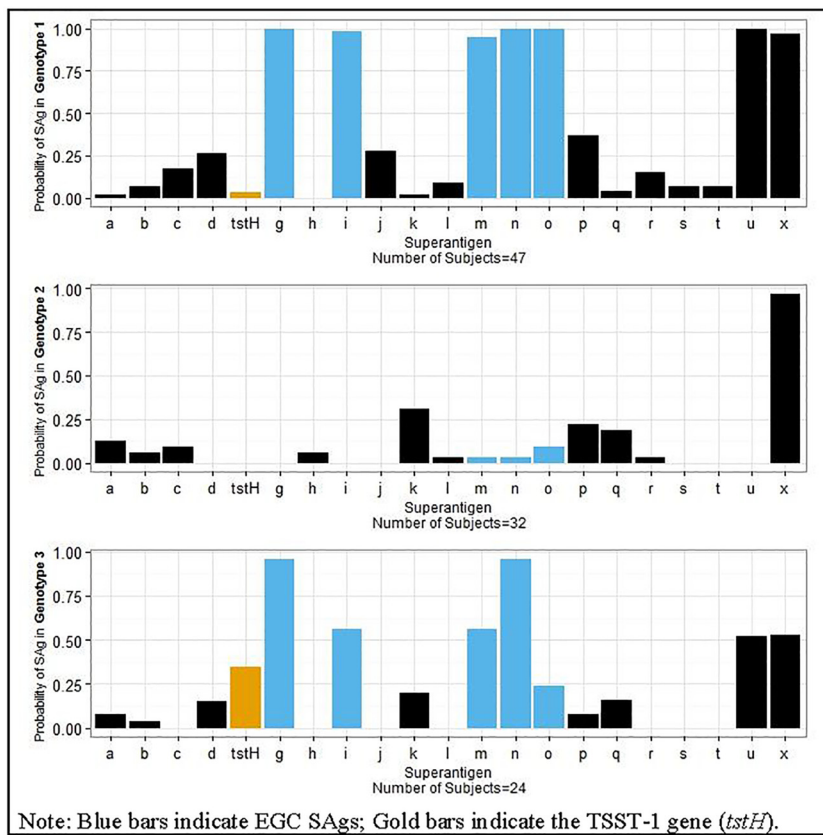 Probability of SAg in Genotype 1
1.00
0.75
0.50
0.25
0.00
a b c d tstH g h i j k l m n o p q r s t u x
Superantigen
Number of Subjects=47
Probability of SAg in Genotype 2
1.00
0.75
0.50
0.25
0.00
a b c d tstH g h i j k l m n o p q r s t u x
Superantigen
Number of Subjects=32
Probability of SAg in Genotype 3
1.00
0.75
0.50
0.25
0.00
a b c d tstH g h i j k l m n o p q r s t u x
Superantigen
Number of Subjects=24
Note: Blue bars indicate EGC SAgs; Gold bars indicate the TSST-1 gene (tstH).